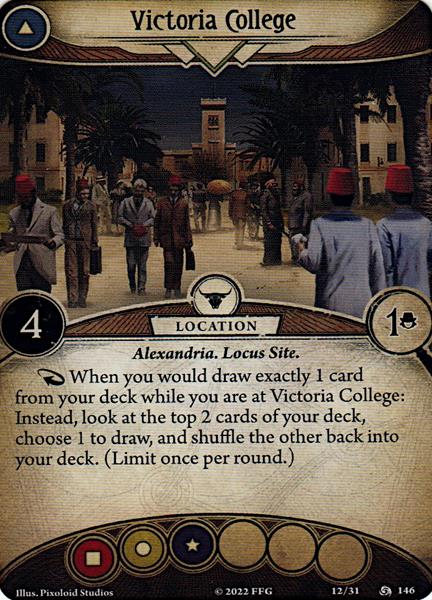 Victoria College
4
LOCATION
1
Alexandria. Locus Site.
When you would draw exactly 1 card
from your deck while you are at Victoria College:
Instead, look at the top 2 cards of your deck,
choose 1 to draw, and shuffle the other back into
your deck. (Limit once per round.)
Illus. Pixoloid Studios
© 2022 FFG
12/31
146